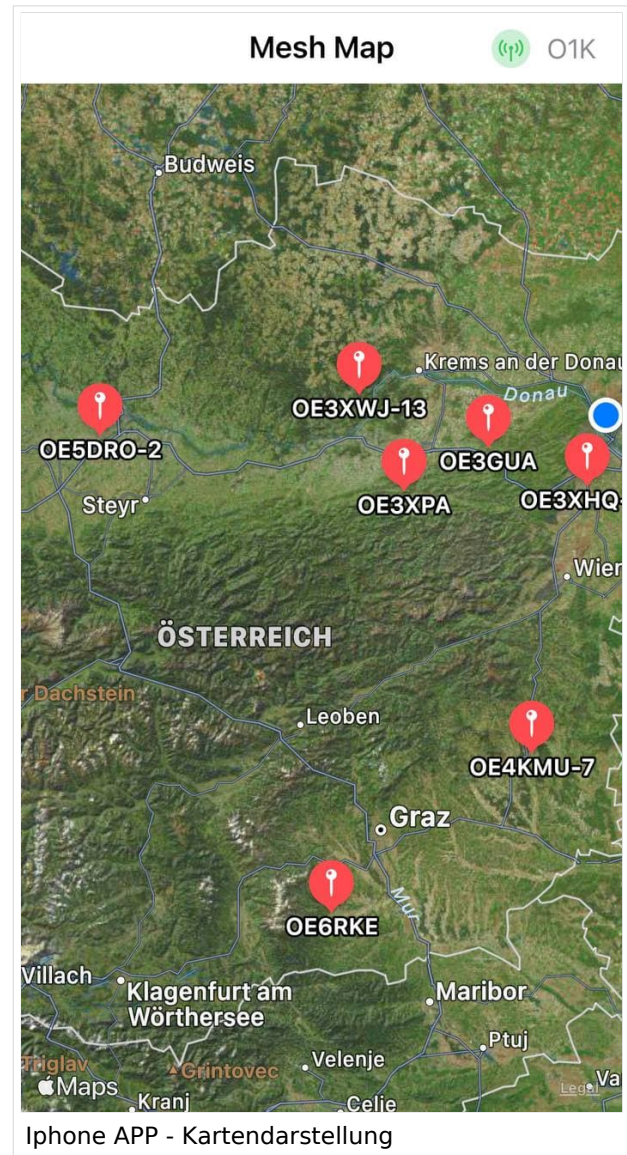 Mesh Map
O1K
Budweis
Krems an der Donau
OE3XWJ-13
Donau
OE5DRO-2
OE3GUA
OE3XPA
OE3XHQ-
Steyr
Wier
ÖSTERREICH
r Dachstein
Leoben
OE4KMU-7
Graz
OE6RKE
Mur
Villach
Klagenfurt am
Wörthersee
Maribor
Ptuj
Triglav
Grintovec
Velenje
Maps
Legal
Va
Kranj
Celje
Iphone APP - Kartendarstellung